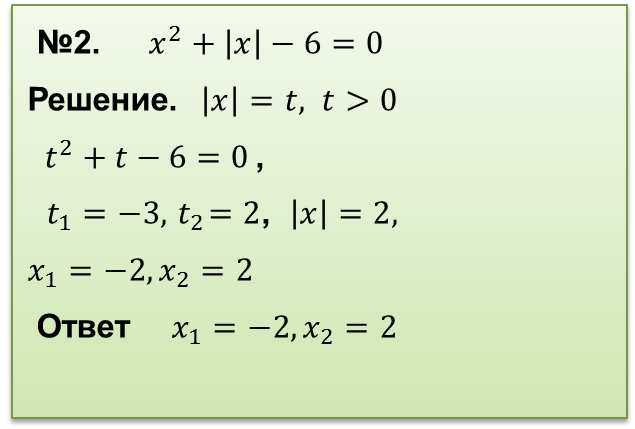 №2. x² + |x| − 6 = 0
Решение. |x| = t, t > 0
t² + t − 6 = 0 ,
t₁ = −3, t₂ = 2, |x| = 2,
x₁ = −2, x₂ = 2
Ответ x₁ = −2, x₂ = 2